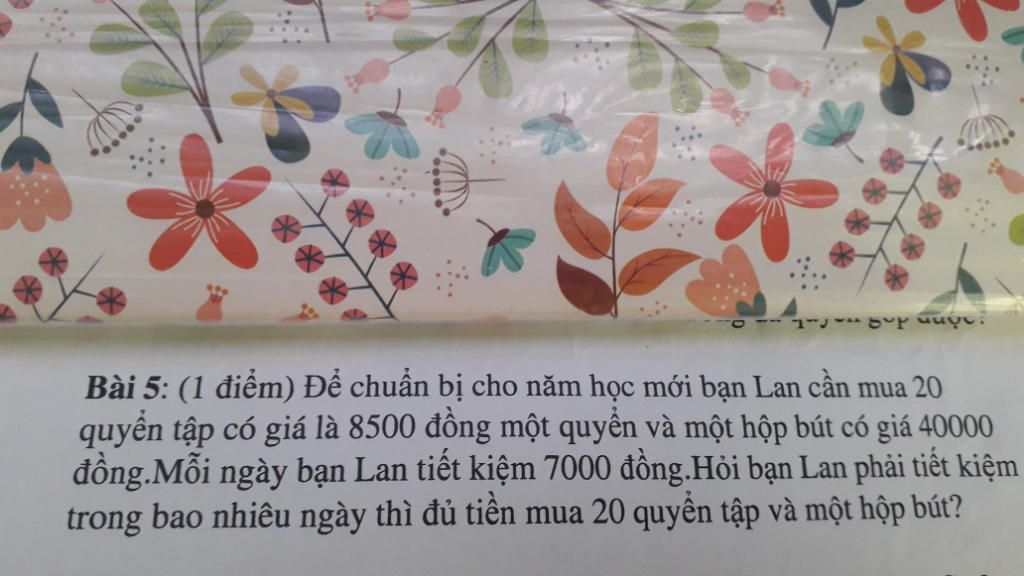 quyên góp được?
Bài 5: (1 điểm) Để chuẩn bị cho năm học mới bạn Lan cần mua 20
quyển tập có giá là 8500 đồng một quyển và một hộp bút có giá 40000
đồng.Mỗi ngày bạn Lan tiết kiệm 7000 đồng.Hỏi bạn Lan phải tiết kiệm
trong bao nhiêu ngày thì đủ tiền mua 20 quyển tập và một hộp bút?